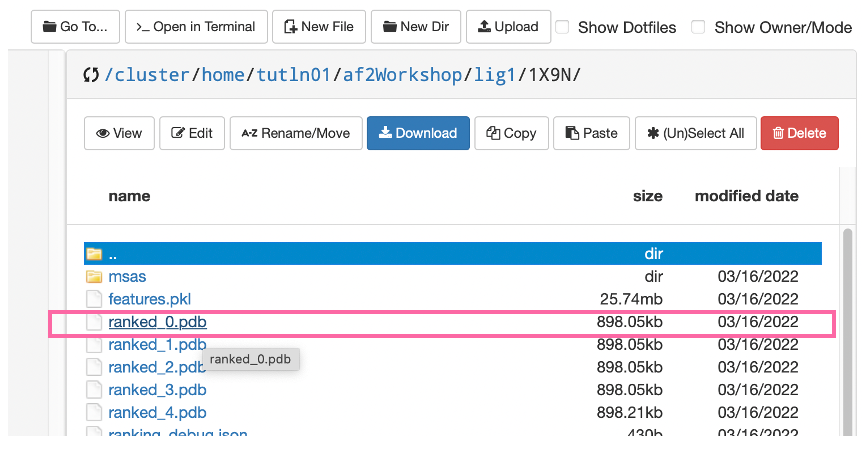 Go To... >_ Open in Terminal New File New Dir Upload Show Dotfiles Show Owner/Mode
/cluster/home/tutln01/af2Workshop/lig1/1X9N/
View Edit A-Z Rename/Move Download Copy Paste (Un)Select All Delete
name size modified date
.. dir
msas dir 03/16/2022
features.pkl 25.74mb 03/16/2022
ranked_0.pdb 898.05kb 03/16/2022
ranked_1.pdb 898.05kb 03/16/2022
ranked_0.pdb
ranked_2.pdb 898.05kb 03/16/2022
ranked_3.pdb 898.05kb 03/16/2022
ranked_4.pdb 898.21kb 03/16/2022
ranking_debug.json 430b 03/16/2022